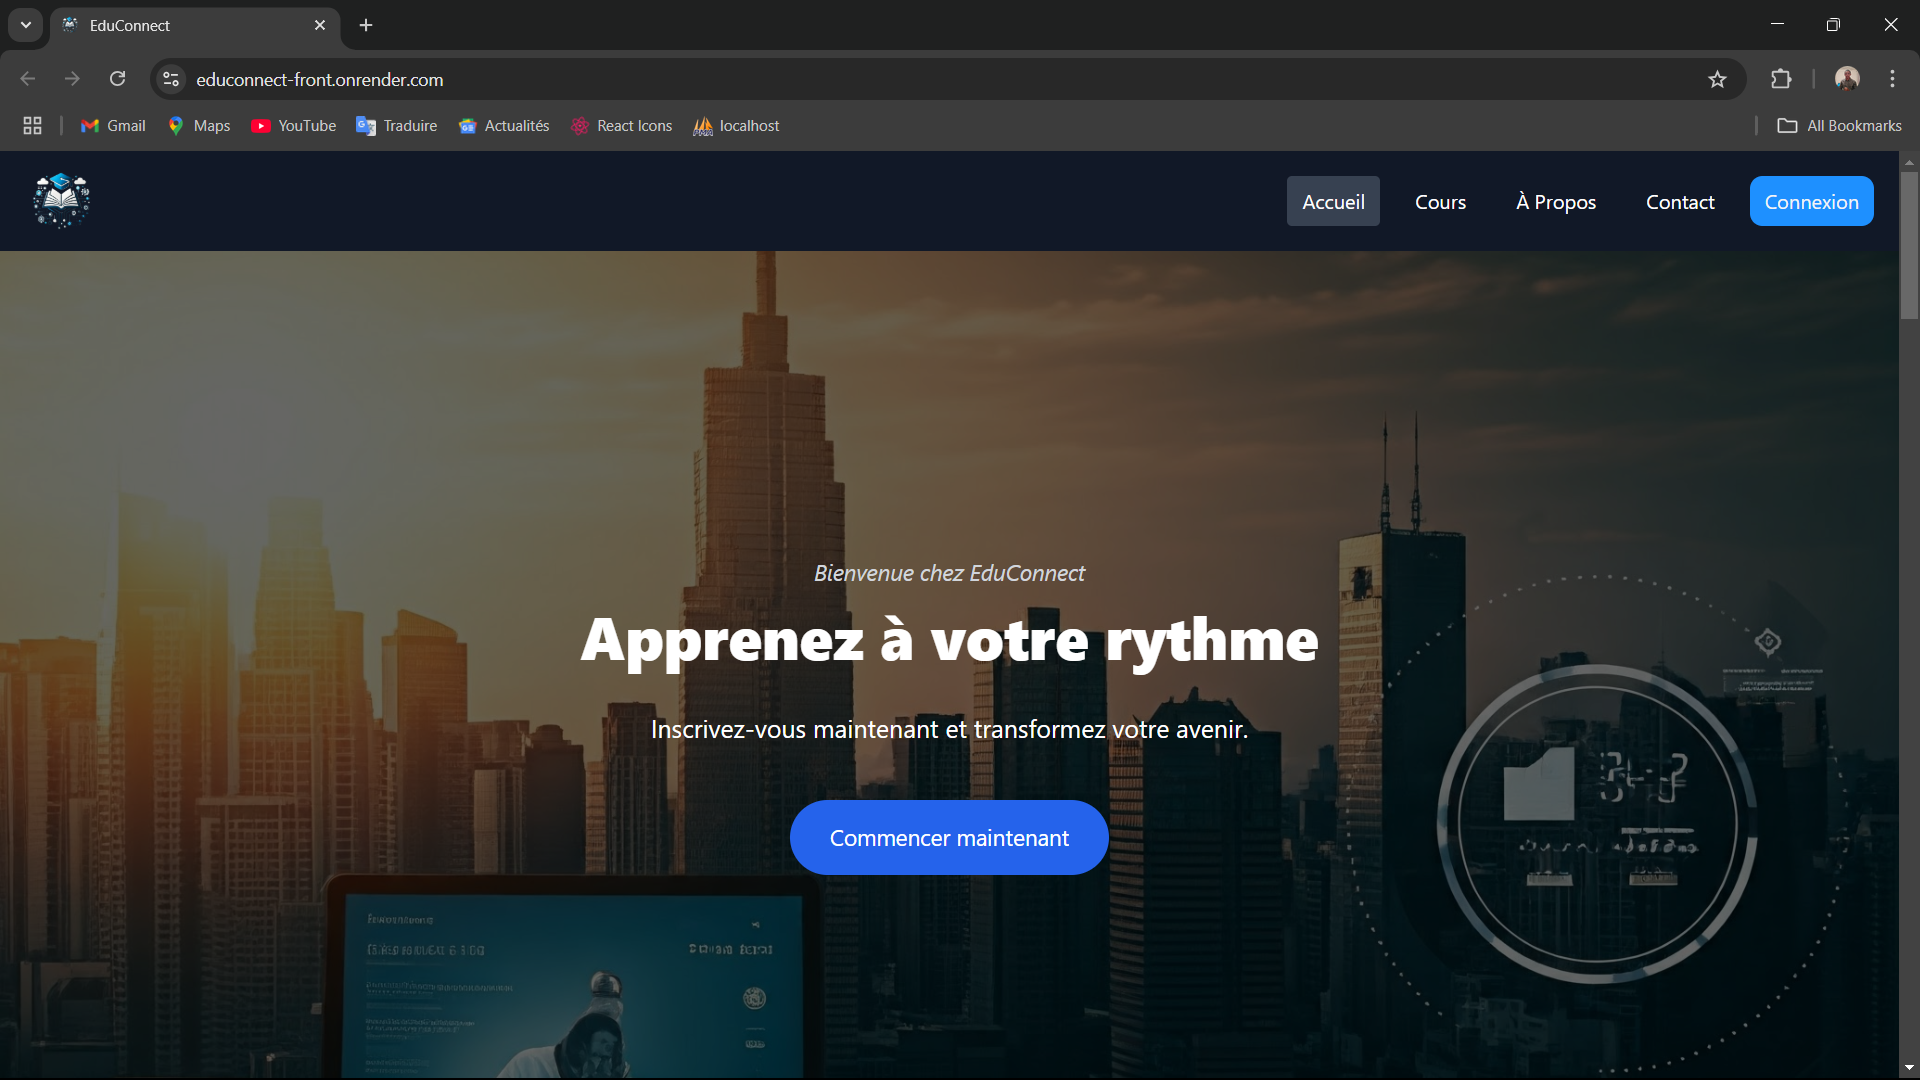 EduConnect
educonnect-front.onrender.com
Gmail Maps YouTube Traduire Actualités React Icons localhost All Bookmarks
Accueil Cours À Propos Contact Connexion
Bienvenue chez EduConnect
Apprenez à votre rythme
Inscrivez-vous maintenant et transformez votre avenir.
Commencer maintenant